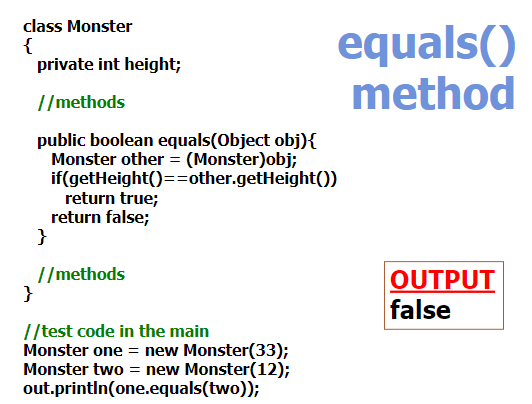 equals()
method
class Monster
{
private int height;
//methods
public boolean equals(Object obj){
Monster other = (Monster)obj;
if(getHeight()==other.getHeight())
return true;
return false;
}
//methods
}
//test code in the main
Monster one = new Monster(33);
Monster two = new Monster(12);
out.println(one.equals(two));
OUTPUT
false